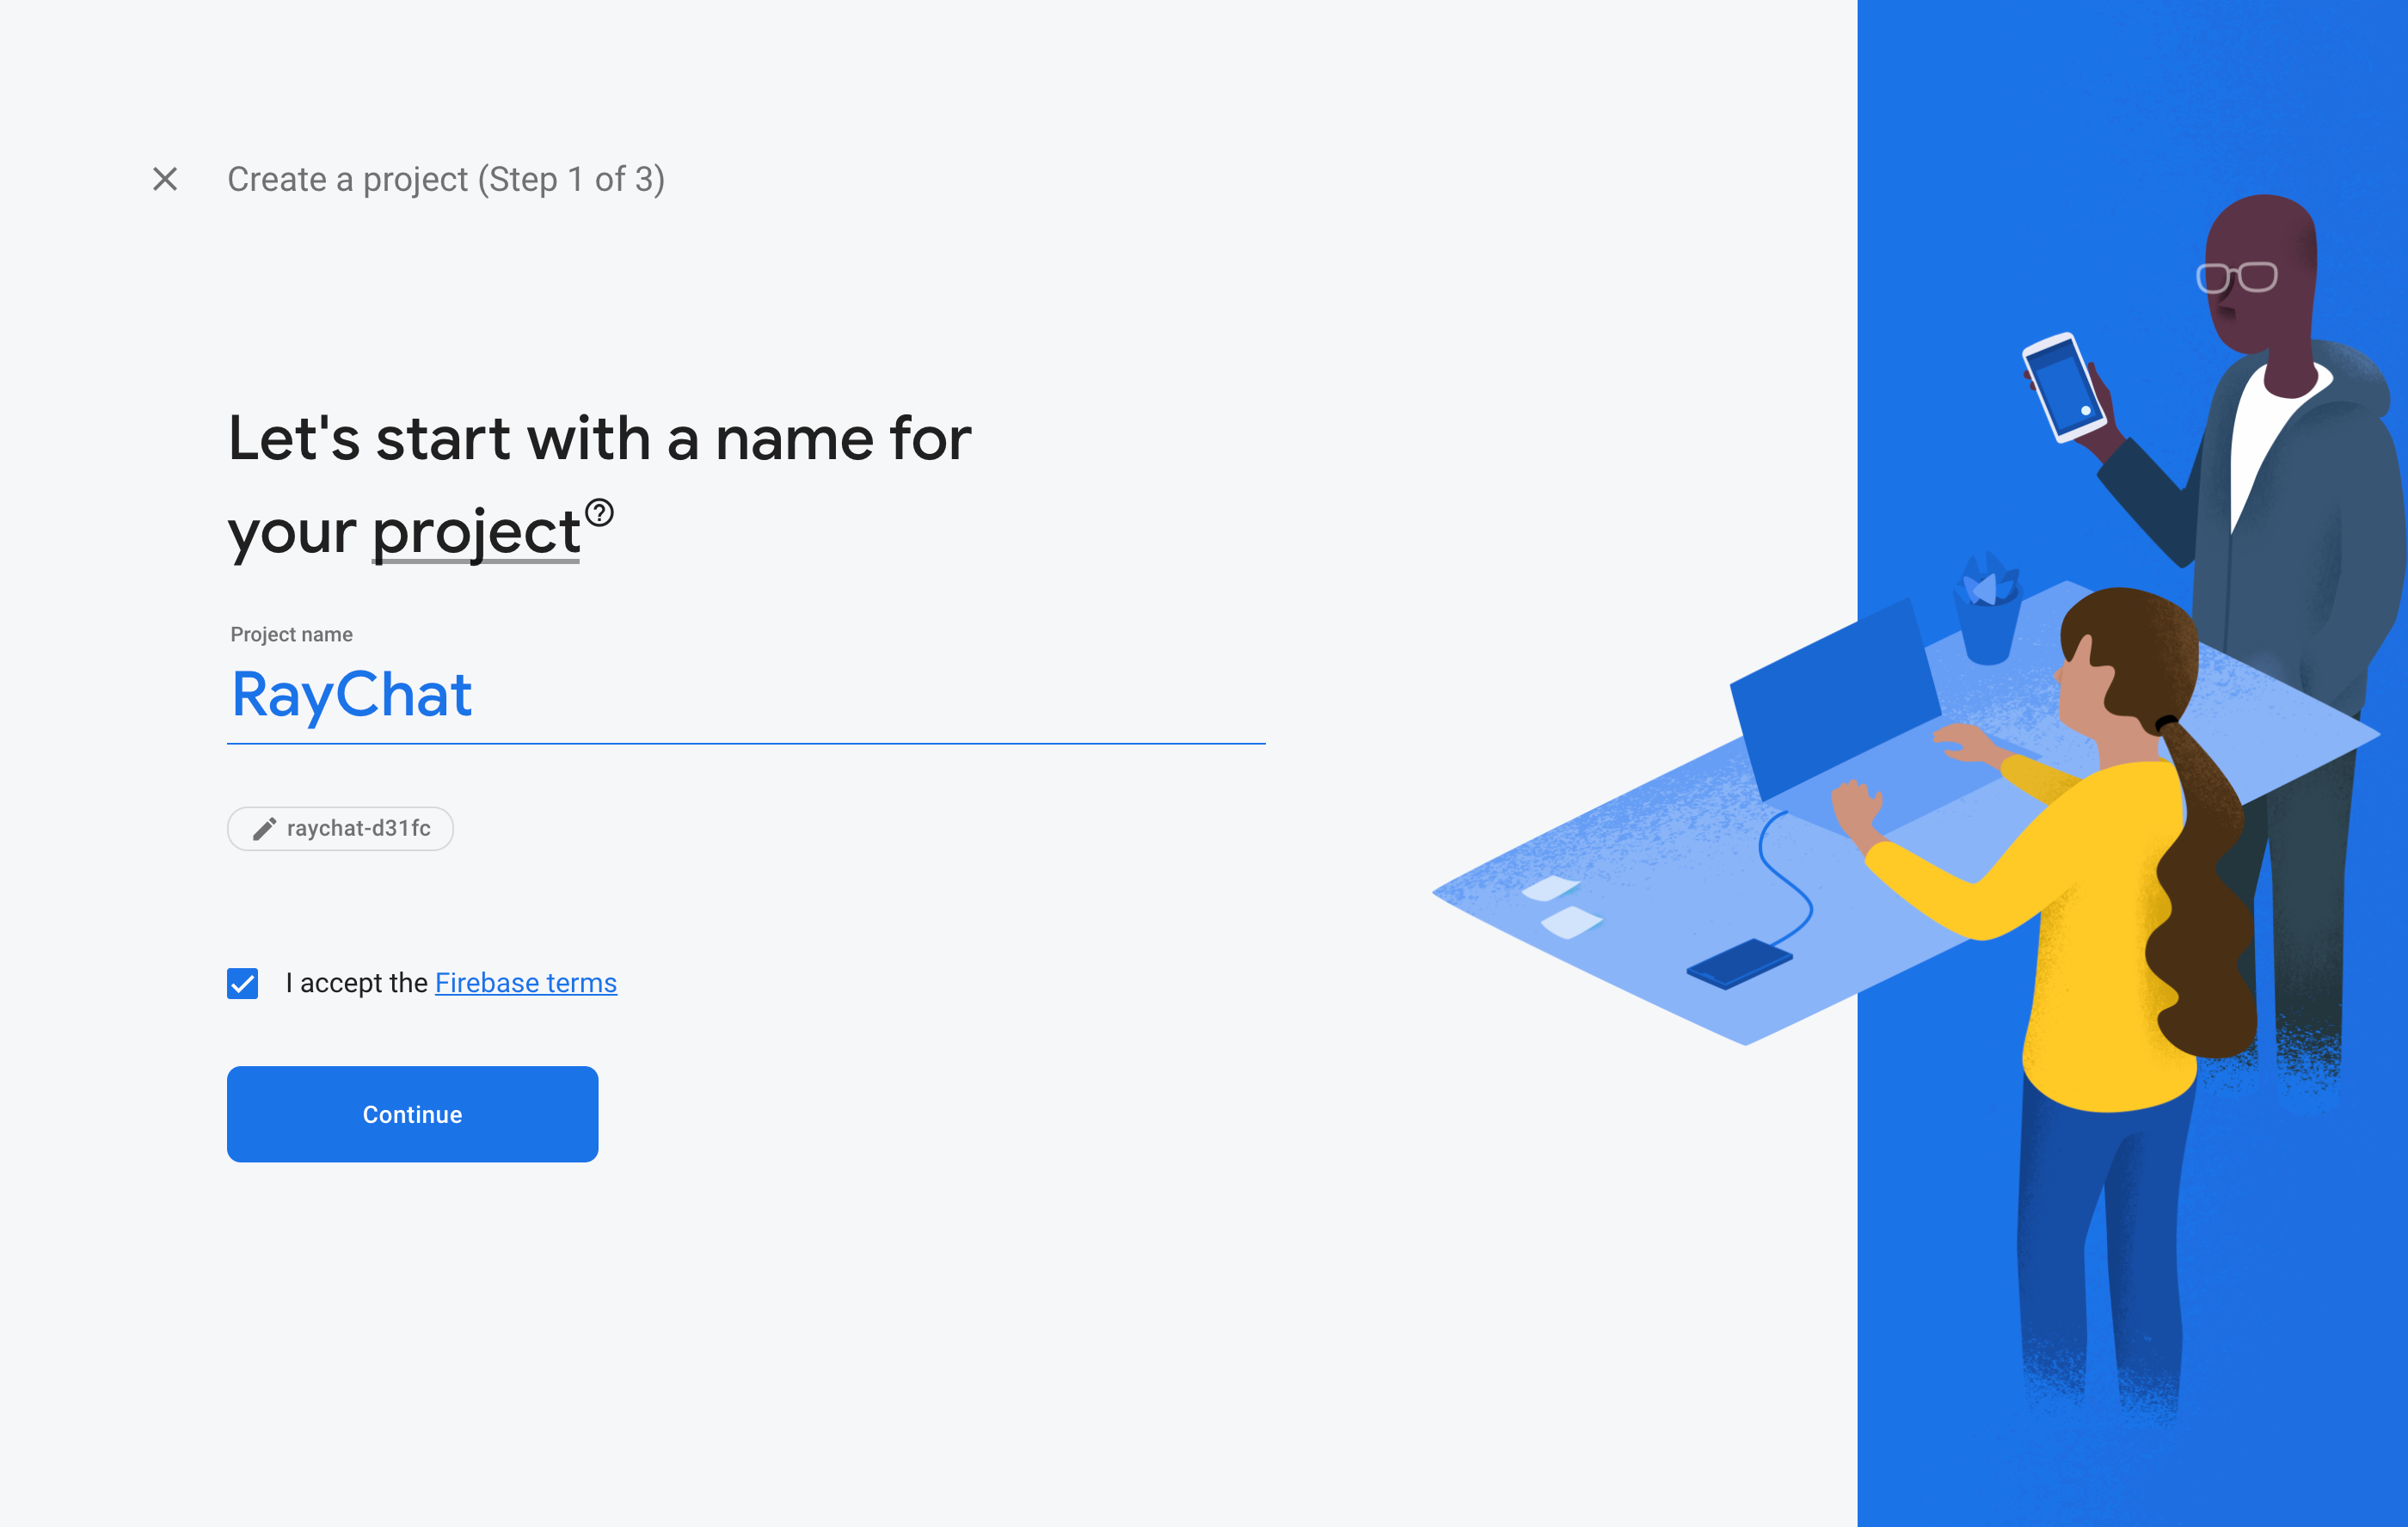 Create a project (Step 1 of 3)
Let's start with a name for
your project
Project name
RayChat
raychat-d31fc
I accept the Firebase terms
Continue